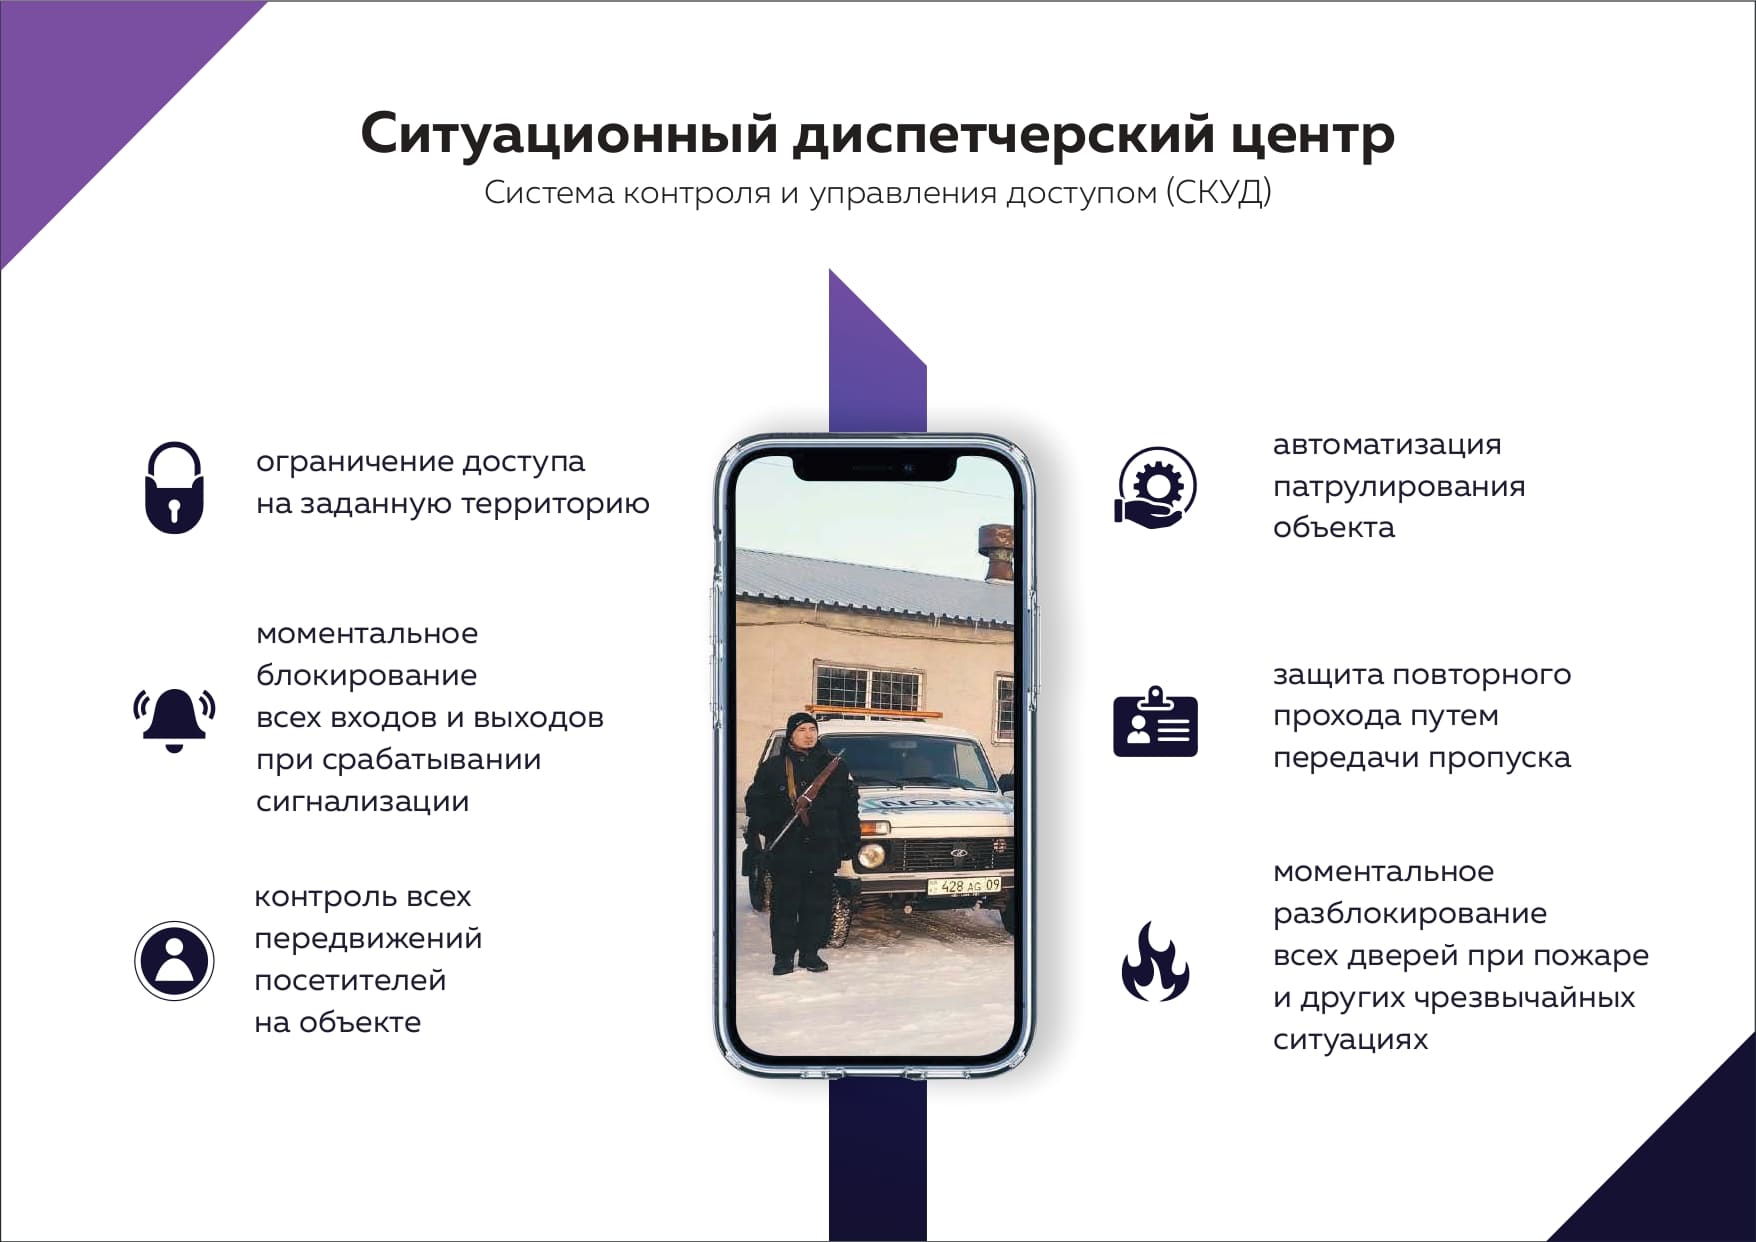 Ситуационный диспетчерский центр
Система контроля и управления доступом (СКУД)
ограничение доступа
на заданную территорию
моментальное
блокирование
всех входов и выходов
при срабатывании
сигнализации
контроль всех
передвижений
посетителей
на объекте
NORTH
428 AG 09
автоматизация
патрулирования
объекта
защита повторного
прохода путем
передачи пропуска
моментальное
разблокирование
всех дверей при пожаре
и других чрезвычайных
ситуациях